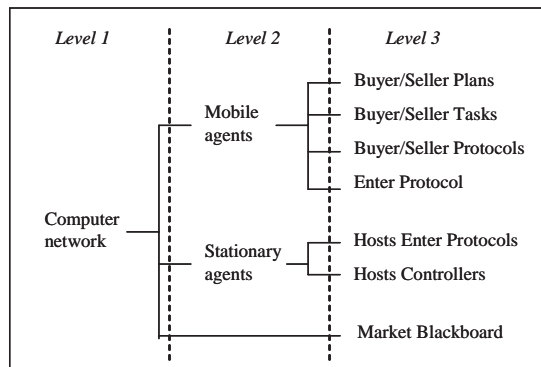 Level 1
Level 2
Level 3
Computer
network
Mobile
agents
Stationary
agents
Buyer/Seller Plans
Buyer/Seller Tasks
Buyer/Seller Protocols
Enter Protocol
Hosts Enter Protocols
Hosts Controllers
Market Blackboard